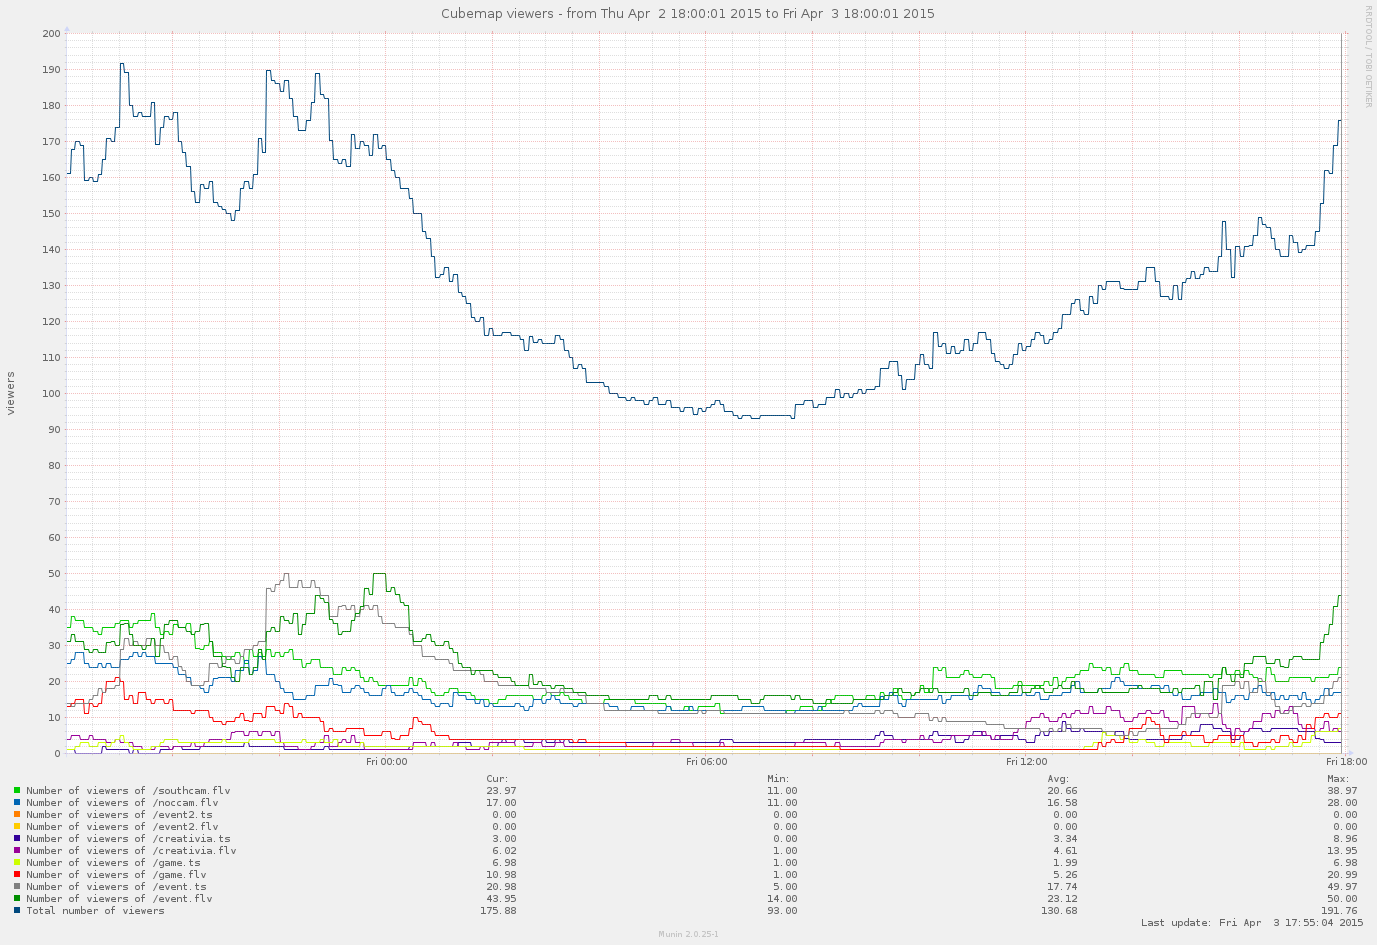 Cubemap viewers - from Thu Apr  2 18:00:01 2015 to Fri Apr  3 18:00:01 2015
RRDTOOL / TOBI OETIKER
viewers
200
190
180
170
160
150
140
130
120
110
100
90
80
70
60
50
40
30
20
10
0
Fri 00:00 Fri 06:00 Fri 12:00 Fri 18:00
Cur: Min: Avg: Max:
Number of viewers of /southcam.flv 23.97 11.00 20.66 38.97
Number of viewers of /noccam.flv 17.00 11.00 16.58 28.00
Number of viewers of /event2.ts 0.00 0.00 0.00 0.00
Number of viewers of /event2.flv 0.00 0.00 0.00 0.00
Number of viewers of /creativia.ts 3.00 0.00 3.34 8.96
Number of viewers of /creativia.flv 6.02 1.00 4.61 13.95
Number of viewers of /game.ts 6.98 1.00 1.99 6.98
Number of viewers of /game.flv 10.98 1.00 5.26 20.99
Number of viewers of /event.ts 20.98 5.00 17.74 49.97
Number of viewers of /event.flv 43.95 14.00 23.12 50.00
Total number of viewers 175.88 93.00 130.68 191.76
Last update: Fri Apr  3 17:55:04 2015
Munin 2.0.25-1